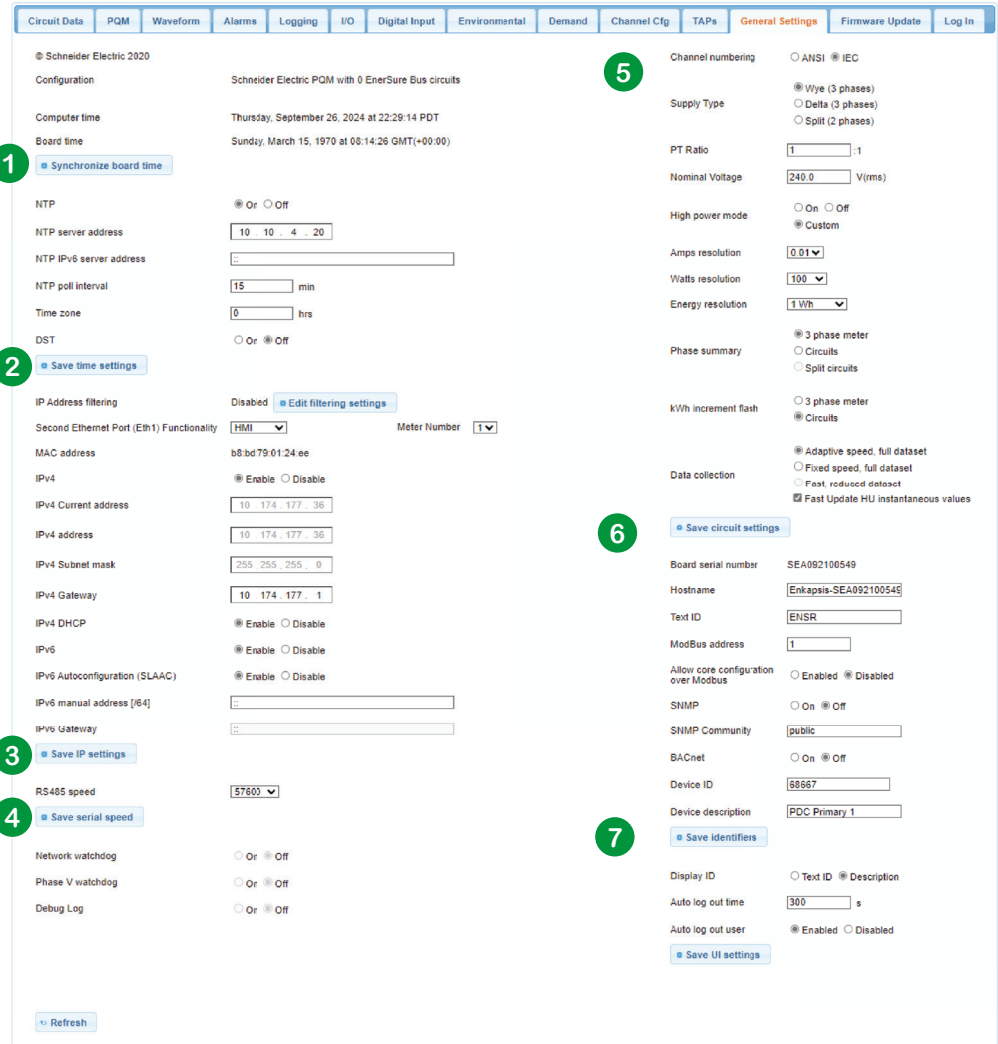 Circuit Data PQM Waveform Alarms Logging I/O Digital Input Environmental Demand Channel Cfg TAPs General Settings Firmware Update Log In
© Schneider Electric 2020
Configuration Schneider Electric PQM with 0 EnerSure Bus circuits
Computer time Thursday, September 26, 2024 at 22:29:14 PDT
Board time Sunday, March 15, 1970 at 08:14:26 GMT(+00:00)
1 Synchronize board time
NTP On Off
NTP server address 10 . 10 . 4 . 20
NTP IPv6 server address ::
NTP poll interval 15 min
Time zone 0 hrs
DST On Off
2 Save time settings
IP Address filtering Disabled Edit filtering settings
Second Ethernet Port (Eth1) Functionality HMI Meter Number 1
MAC address b8:bd:79:01:24:ee
IPv4 Enable Disable
IPv4 Current address 10 . 174 . 177 . 36
IPv4 address 10 . 174 . 177 . 36
IPv4 Subnet mask 255 . 255 . 255 . 0
IPv4 Gateway 10 . 174 . 177 . 1
IPv4 DHCP Enable Disable
IPv6 Enable Disable
IPv6 Autoconfiguration (SLAAC) Enable Disable
IPv6 manual address [/64] ::
IPv6 Gateway ::
3 Save IP settings
RS485 speed 57600
4 Save serial speed
Network watchdog On Off
Phase V watchdog On Off
Debug Log On Off
Refresh
5 Channel numbering ANSI IEC
Wye (3 phases)
Supply Type Delta (3 phases)
Split (2 phases)
PT Ratio 1 :1
Nominal Voltage 240.0 V(rms)
High power mode On Off
Custom
Amps resolution 0.01
Watts resolution 100
Energy resolution 1 Wh
3 phase meter
Phase summary Circuits
Split circuits
kWh increment flash 3 phase meter
Circuits
Adaptive speed, full dataset
Data collection Fixed speed, full dataset
Fast, reduced dataset
Fast Update HU instantaneous values
6 Save circuit settings
Board serial number SEA092100549
Hostname Enkapsis-SEA092100549
Text ID ENSR
ModBus address 1
Allow core configuration
over Modbus Enabled Disabled
SNMP On Off
SNMP Community public
BACnet On Off
Device ID 68667
Device description PDC Primary 1
7 Save identifiers
Display ID Text ID Description
Auto log out time 300 s
Auto log out user Enabled Disabled
Save UI settings